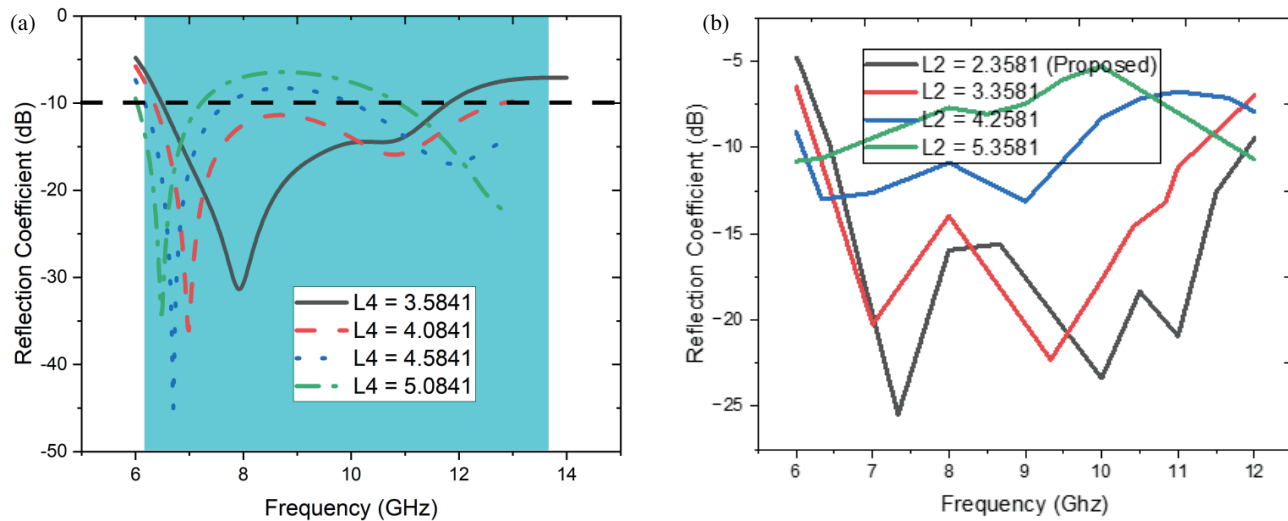 (a)
0
-10
-20
-30
-40
-50
Reflection Coefficient (dB)
L4 = 3.5841
L4 = 4.0841
L4 = 4.5841
L4 = 5.0841
6 8 10 12 14
Frequency (GHz)
(b)
−5
−10
−15
−20
−25
Reflection Coefficient (dB)
L2 = 2.3581 (Proposed)
L2 = 3.3581
L2 = 4.2581
L2 = 5.3581
6 7 8 9 10 11 12
Frequency (Ghz)